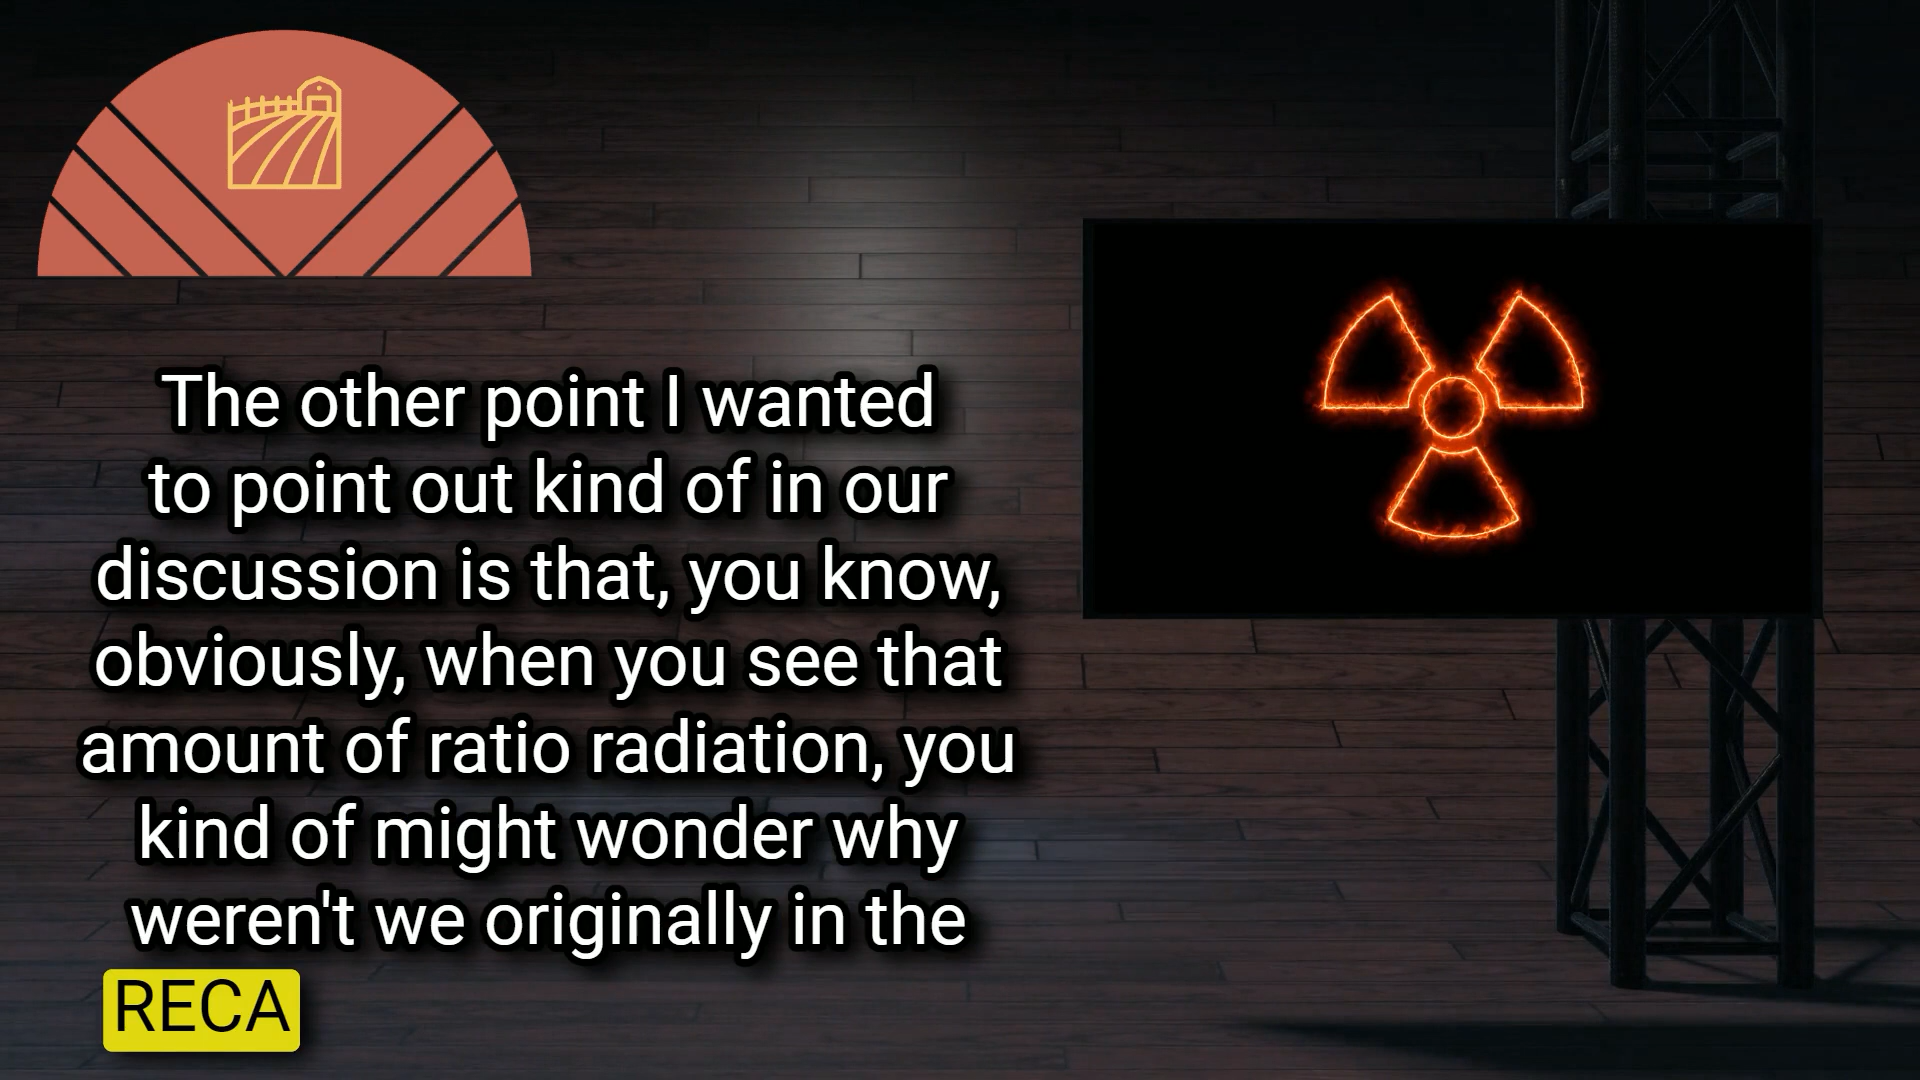 The other point I wanted
to point out kind of in our
discussion is that, you know,
obviously, when you see that
amount of ratio radiation, you
kind of might wonder why
weren't we originally in the
RECA